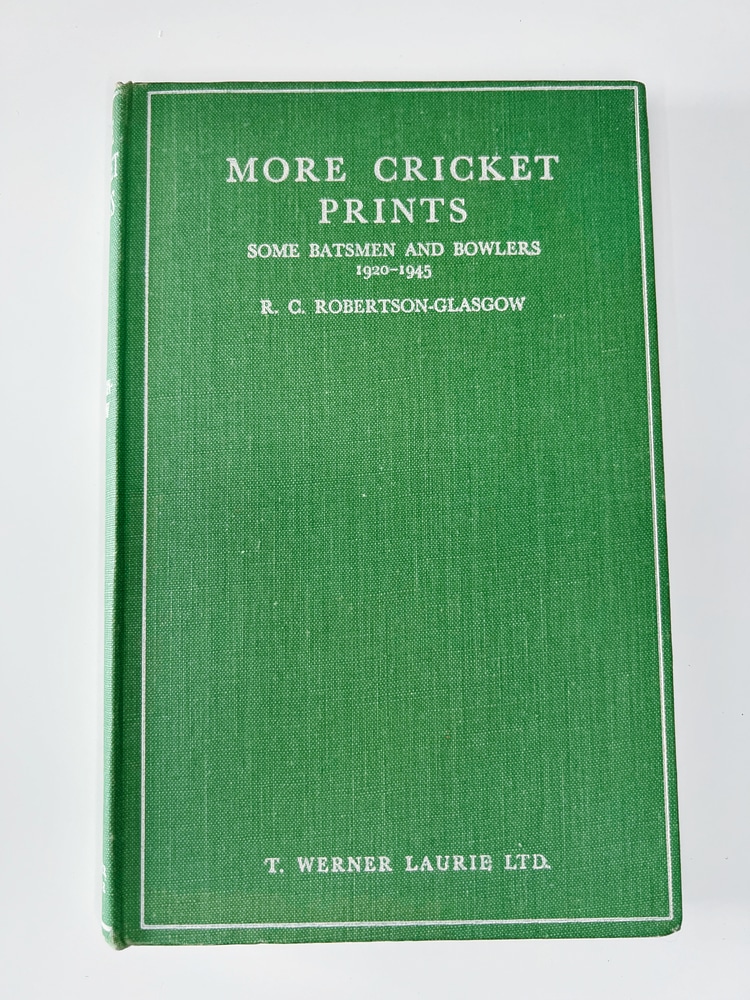 MORE CRICKET
PRINTS
SOME BATSMEN AND BOWLERS
1920-1945
R. C. ROBERTSON-GLASGOW
T. WERNER LAURIE LTD.